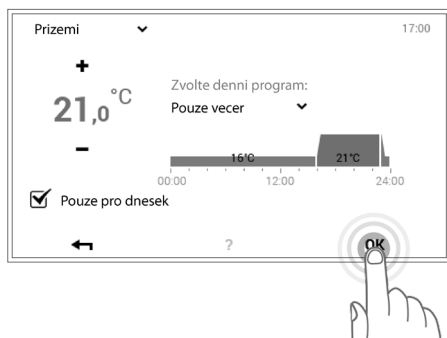 Prizemi
17:00
+
21,0 °C
−
Zvolte denni program:
Pouze vecer
16°C 21°C
00:00 12:00 24:00
Pouze pro dnesek
? OK